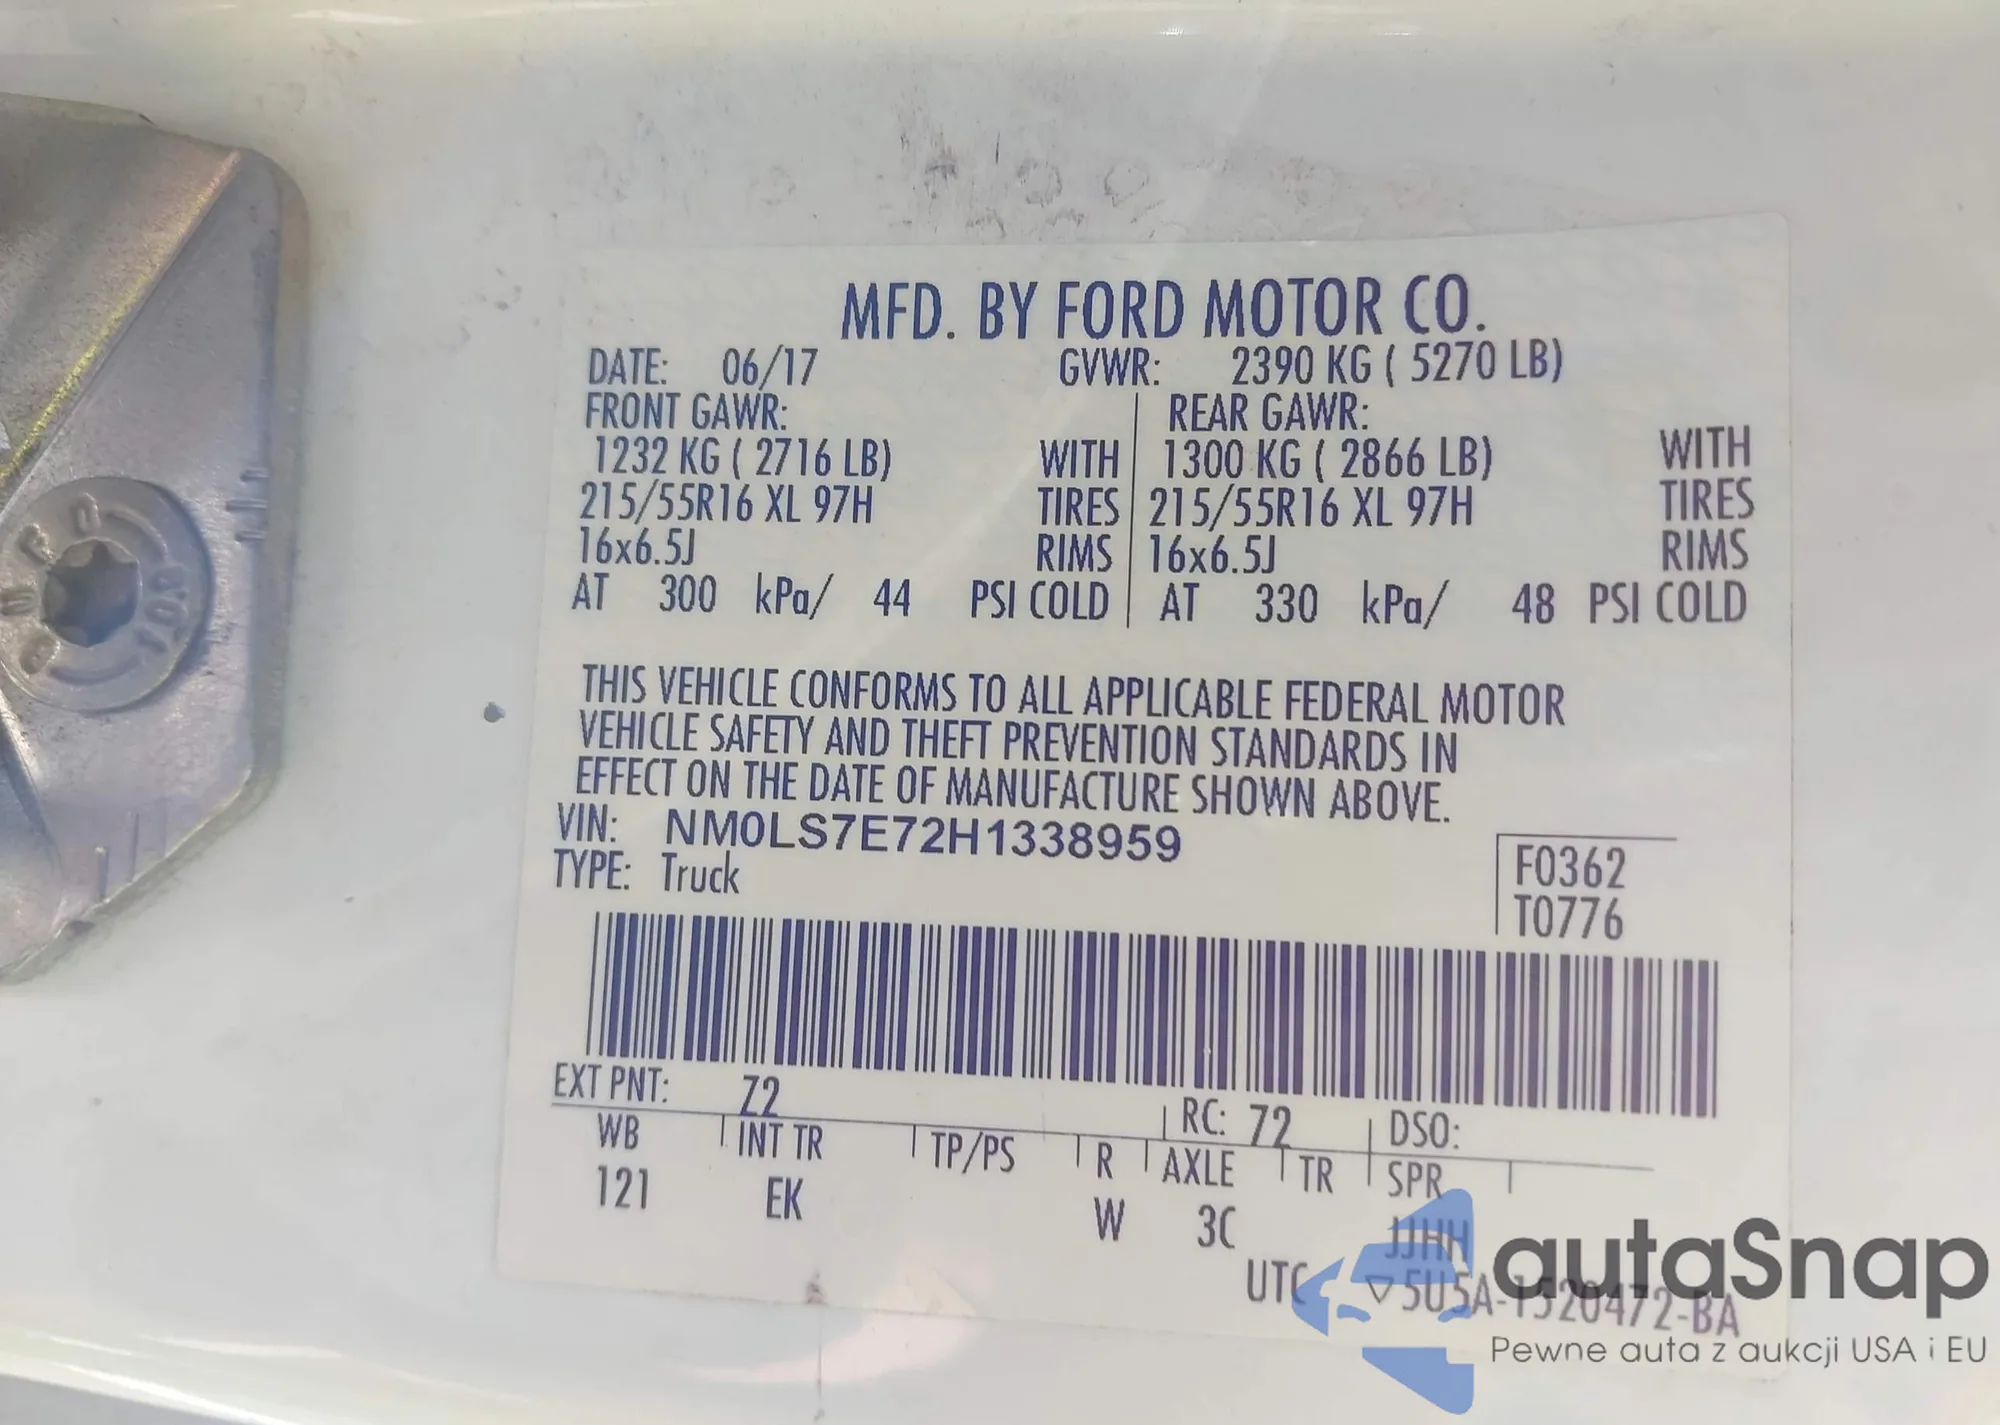 MFD. BY FORD MOTOR CO.
DATE: 06/17 GVWR: 2390 KG ( 5270 LB)
FRONT GAWR: REAR GAWR:
1232 KG ( 2716 LB) WITH 1300 KG ( 2866 LB) WITH
215/55R16 XL 97H TIRES 215/55R16 XL 97H TIRES
16x6.5J RIMS 16x6.5J RIMS
AT 300 kPa/ 44 PSI COLD AT 330 kPa/ 48 PSI COLD
THIS VEHICLE CONFORMS TO ALL APPLICABLE FEDERAL MOTOR
VEHICLE SAFETY AND THEFT PREVENTION STANDARDS IN
EFFECT ON THE DATE OF MANUFACTURE SHOWN ABOVE.
VIN: NM0LS7E72H1338959
TYPE: Truck
F0362
T0776
EXT PNT: Z2 RC: 72 DSO:
WB INT TR TP/PS R AXLE TR SPR
121 EK W 3C JJHH
UTC ▽5U5A-1520472-BA
autaSnap
Pewne auta z aukcji USA i EU